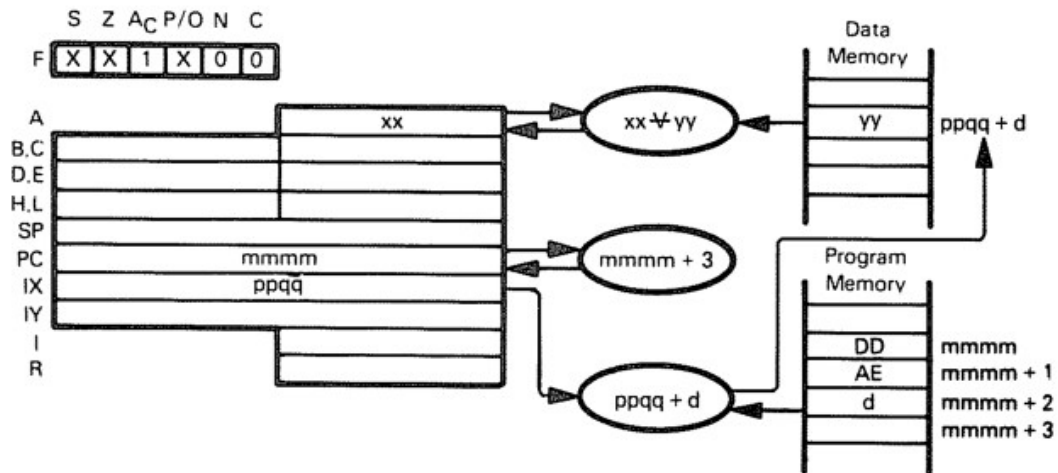 S Z AC P/O N C
F X X 1 X 0 0
Data
Memory
A xx xx ⊻ yy yy ppqq + d
B,C
D,E
H,L
SP
PC mmmm mmmm + 3
Program
Memory
IX ppqq
IY
I DD mmmm
R AE mmmm + 1
ppqq + d d mmmm + 2
mmmm + 3